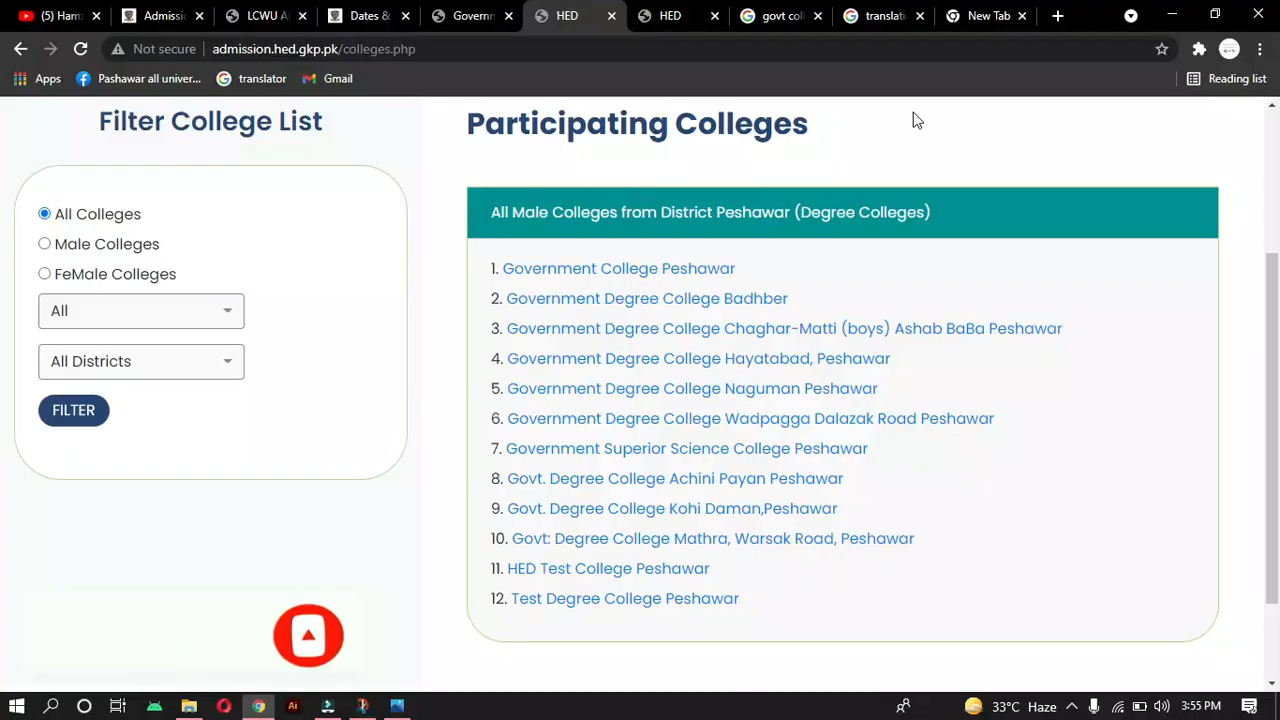 Ham:
Admissi
LCWU A
Dates &
Governm
HED
HED
govt col
translati
New Tab
Not secure
admission.hed.gkp.pk/colleges.php
Apps
Pashawar all univer...
translator
Gmail
Reading list
Filter College List
All Colleges
Male Colleges
FeMale Colleges
All
All Districts
FILTER
Participating Colleges
All Male Colleges from District Peshawar (Degree Colleges)
1. Government College Peshawar
2. Government Degree College Badhber
3. Government Degree College Chaghar-Matti (boys) Ashab BaBa Peshawar
4. Government Degree College Hayatabad, Peshawar
5. Government Degree College Naguman Peshawar
6. Government Degree College Wadpagga Dalazak Road Peshawar
7. Government Superior Science College Peshawar
8. Govt. Degree College Achini Payan Peshawar
9. Govt. Degree College Kohi Daman,Peshawar
10. Govt: Degree College Mathra, Warsak Road, Peshawar
11. HED Test College Peshawar
12. Test Degree College Peshawar
Ai
33°C Haze
3:55 PM